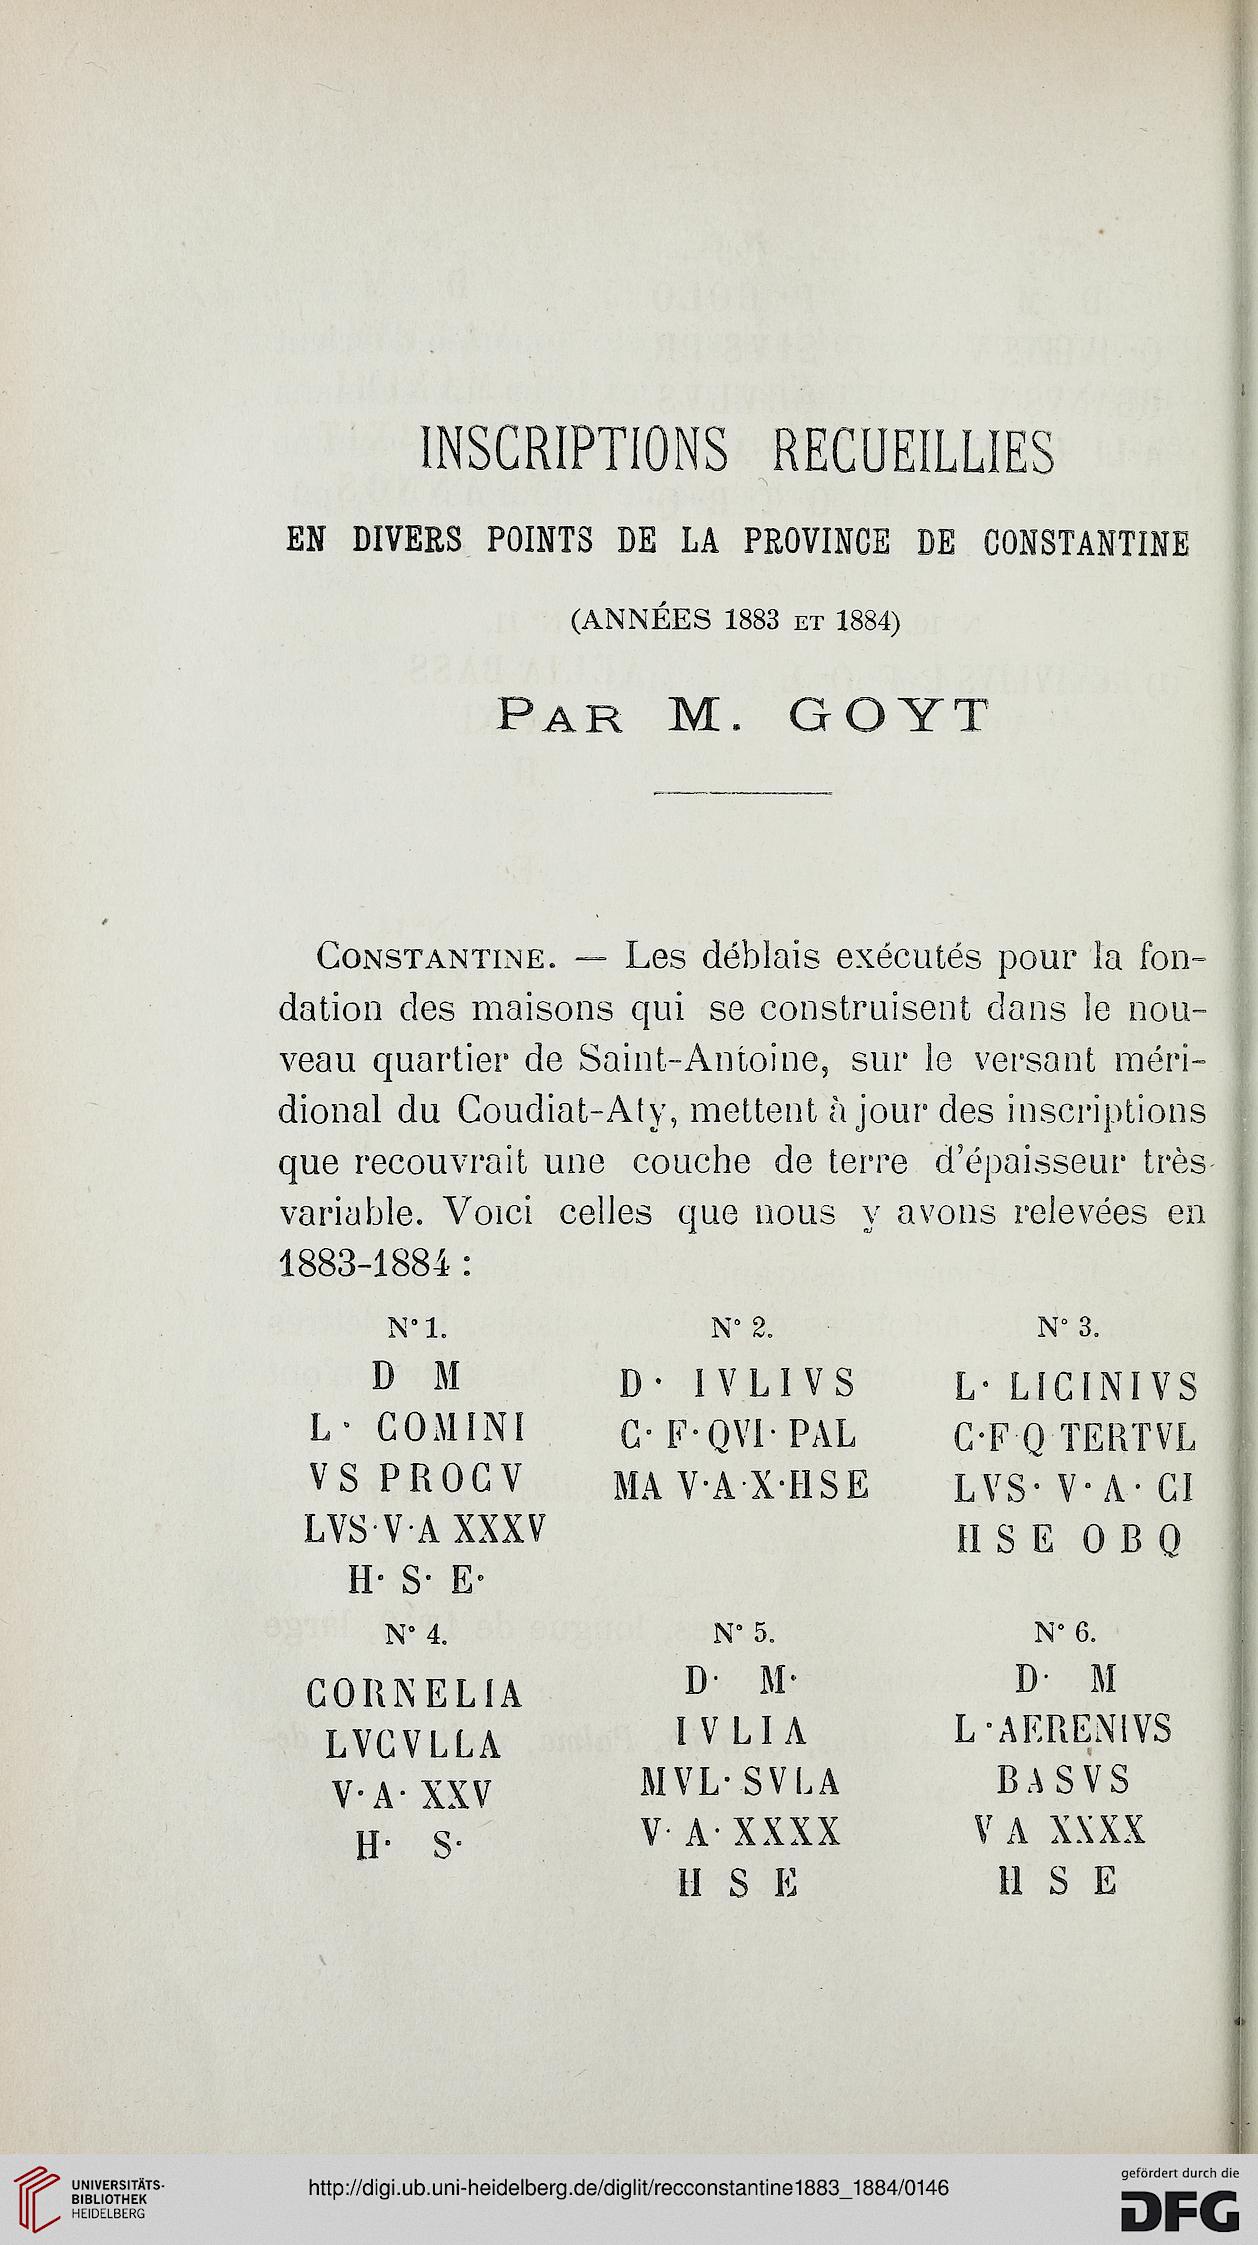 INSCRIPTIONS RECUEILLIES
EN DIVERS POINTS DE LA PROVINCE DE CONSTANTINE
(ANNÉES 1883 ET 1884)
PAR M. GOYT
CONSTANTINE. — Les déblais exécutés pour la fon-
dation des maisons qui se construisent dans le nou-
veau quartier de Saint-Antoine, sur le versant méri-
dional du Coudiat-Aty, mettent à jour des inscriptions
que recouvrait une couche de terre d'épaisseur très
variable. Voici celles que nous y avons relevées en
1883-1884 :
N° 1.
D M
L· COMINI
VS PROCV
LVS·V·A XXXV
H· S· E·
N° 2.
D· IVLIVS
C· F·QVI· PAL
MA V·A·X·HSE
N° 3.
L· LICINIVS
C·F·Q TERTVL
LVS· V·A· CI
H S E O B Q
N° 4.
CORNELIA
LVCVLLA
V·A· XXV
H· S·
N° 5.
D· M·
IVLIA
MVL·SVLA
V· A·XXXX
H S E
N° 6.
D· M
L·AERENIVS
BASVS
V A XXXX
H S E
UNIVERSITÄTS-
BIBLIOTHEK
HEIDELBERG
http://digi.ub.uni-heidelberg.de/diglit/recconstantine1883_1884/0146
gefördert durch die
DFG